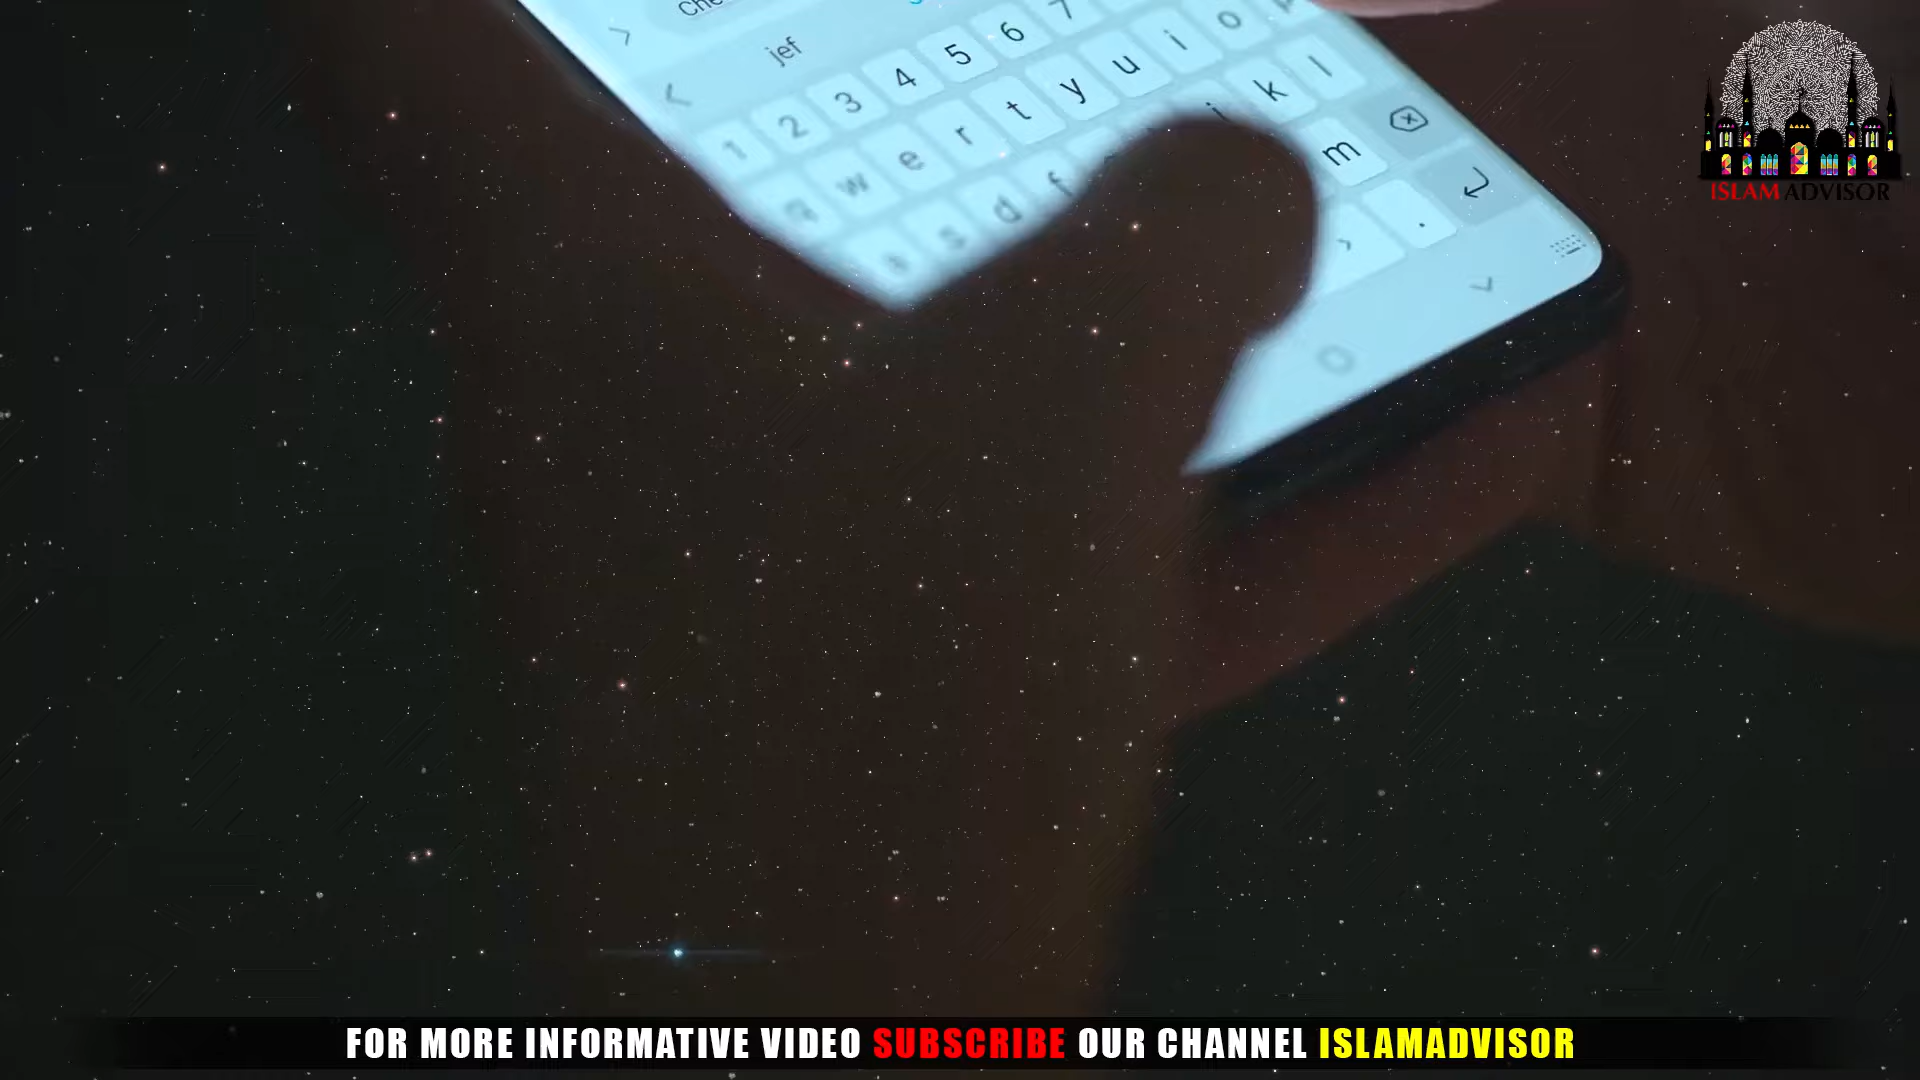 jef
1 2 3 4 5 6 7
q w e r t y u i o
s d f j k l
m
.
ISLAM ADVISOR
FOR MORE INFORMATIVE VIDEO SUBSCRIBE OUR CHANNEL ISLAMADVISOR